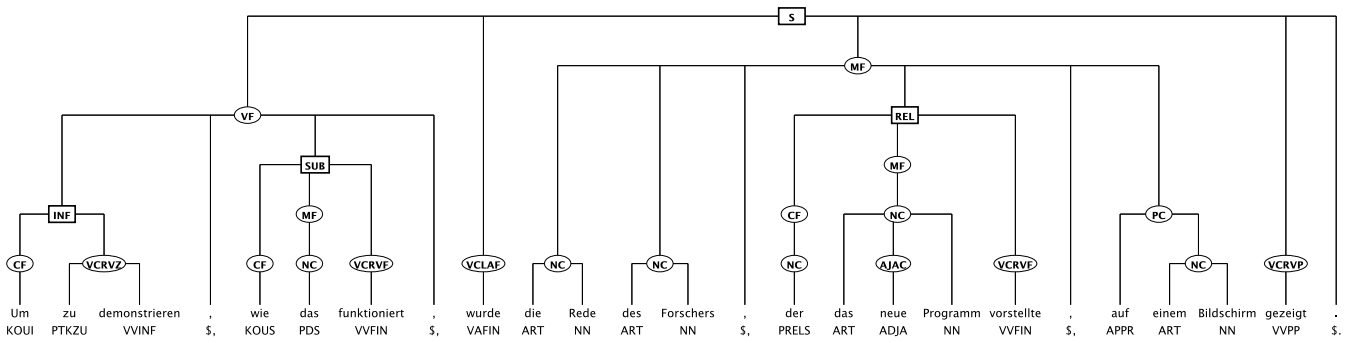 S
MF
VF REL
SUB MF
INF MF CF NC PC
CF VCRVZ CF NC VCRVF VCLAF NC NC NC AJAC VCRVF NC VCRVP
Um zu demonstrieren , wie das funktioniert , wurde die Rede des Forschers , der das neue Programm vorstellte , auf einem Bildschirm gezeigt .
KOUI PTKZU VVINF $, KOUS PDS VVFIN $, VAFIN ART NN ART NN $, PRELS ART ADJA NN VVFIN $, APPR ART NN VVPP $.